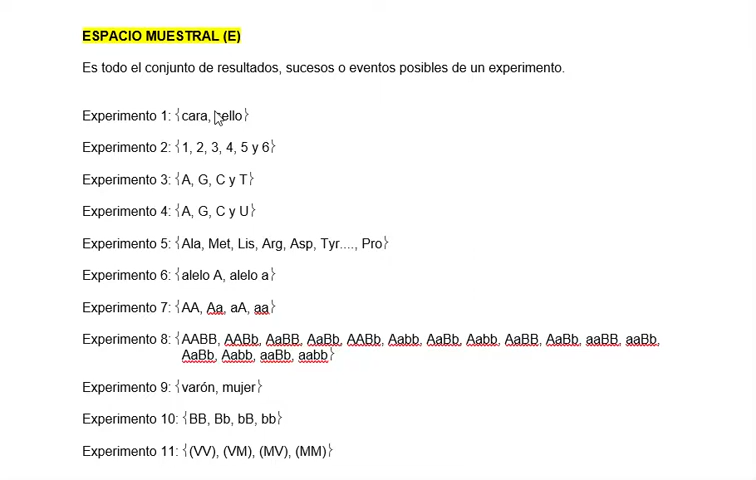 ESPACIO MUESTRAL (E)
Es todo el conjunto de resultados, sucesos o eventos posibles de un experimento.
Experimento 1: {cara, sello}
Experimento 2: {1, 2, 3, 4, 5 y 6}
Experimento 3: {A, G, C y T}
Experimento 4: {A, G, C y U}
Experimento 5: {Ala, Met, Lis, Arg, Asp, Tyr...., Pro}
Experimento 6: {alelo A, alelo a}
Experimento 7: {AA, Aa, aA, aa}
Experimento 8: {AABB, AABb, AaBB, AaBb, AABb, Aabb, AaBb, Aabb, AaBB, AaBb, aaBB, aaBb,
AaBb, Aabb, aaBb, aabb}
Experimento 9: {varón, mujer}
Experimento 10: {BB, Bb, bB, bb}
Experimento 11: {(VV), (VM), (MV), (MM)}